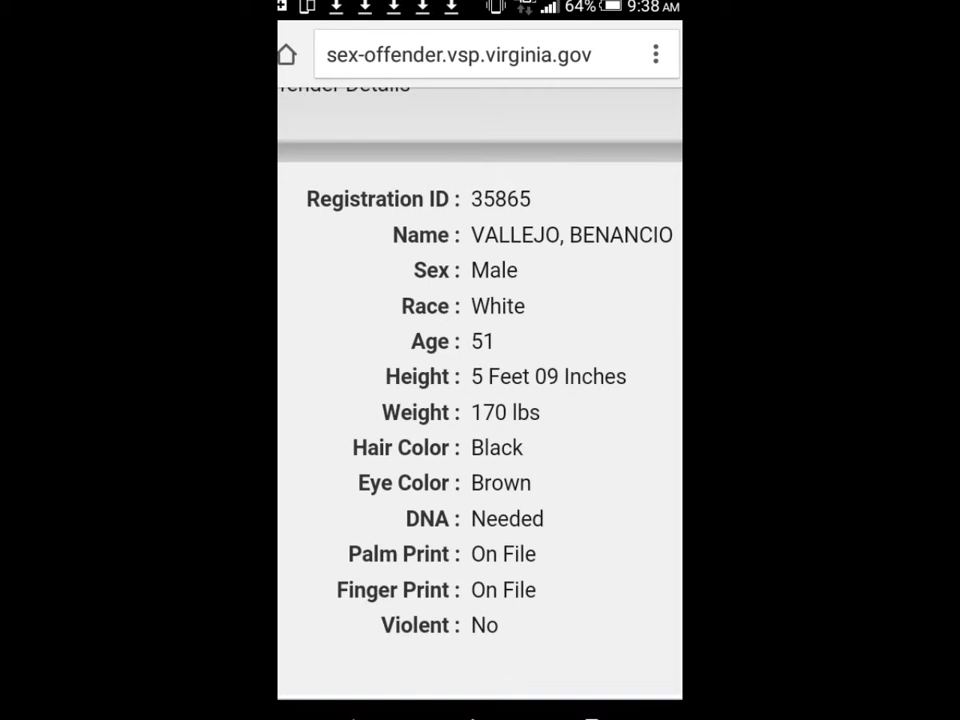 64% 9:38 AM
sex-offender.vsp.virginia.gov
ender Details
Registration ID : 35865
Name : VALLEJO, BENANCIO
Sex : Male
Race : White
Age : 51
Height : 5 Feet 09 Inches
Weight : 170 lbs
Hair Color : Black
Eye Color : Brown
DNA : Needed
Palm Print : On File
Finger Print : On File
Violent : No